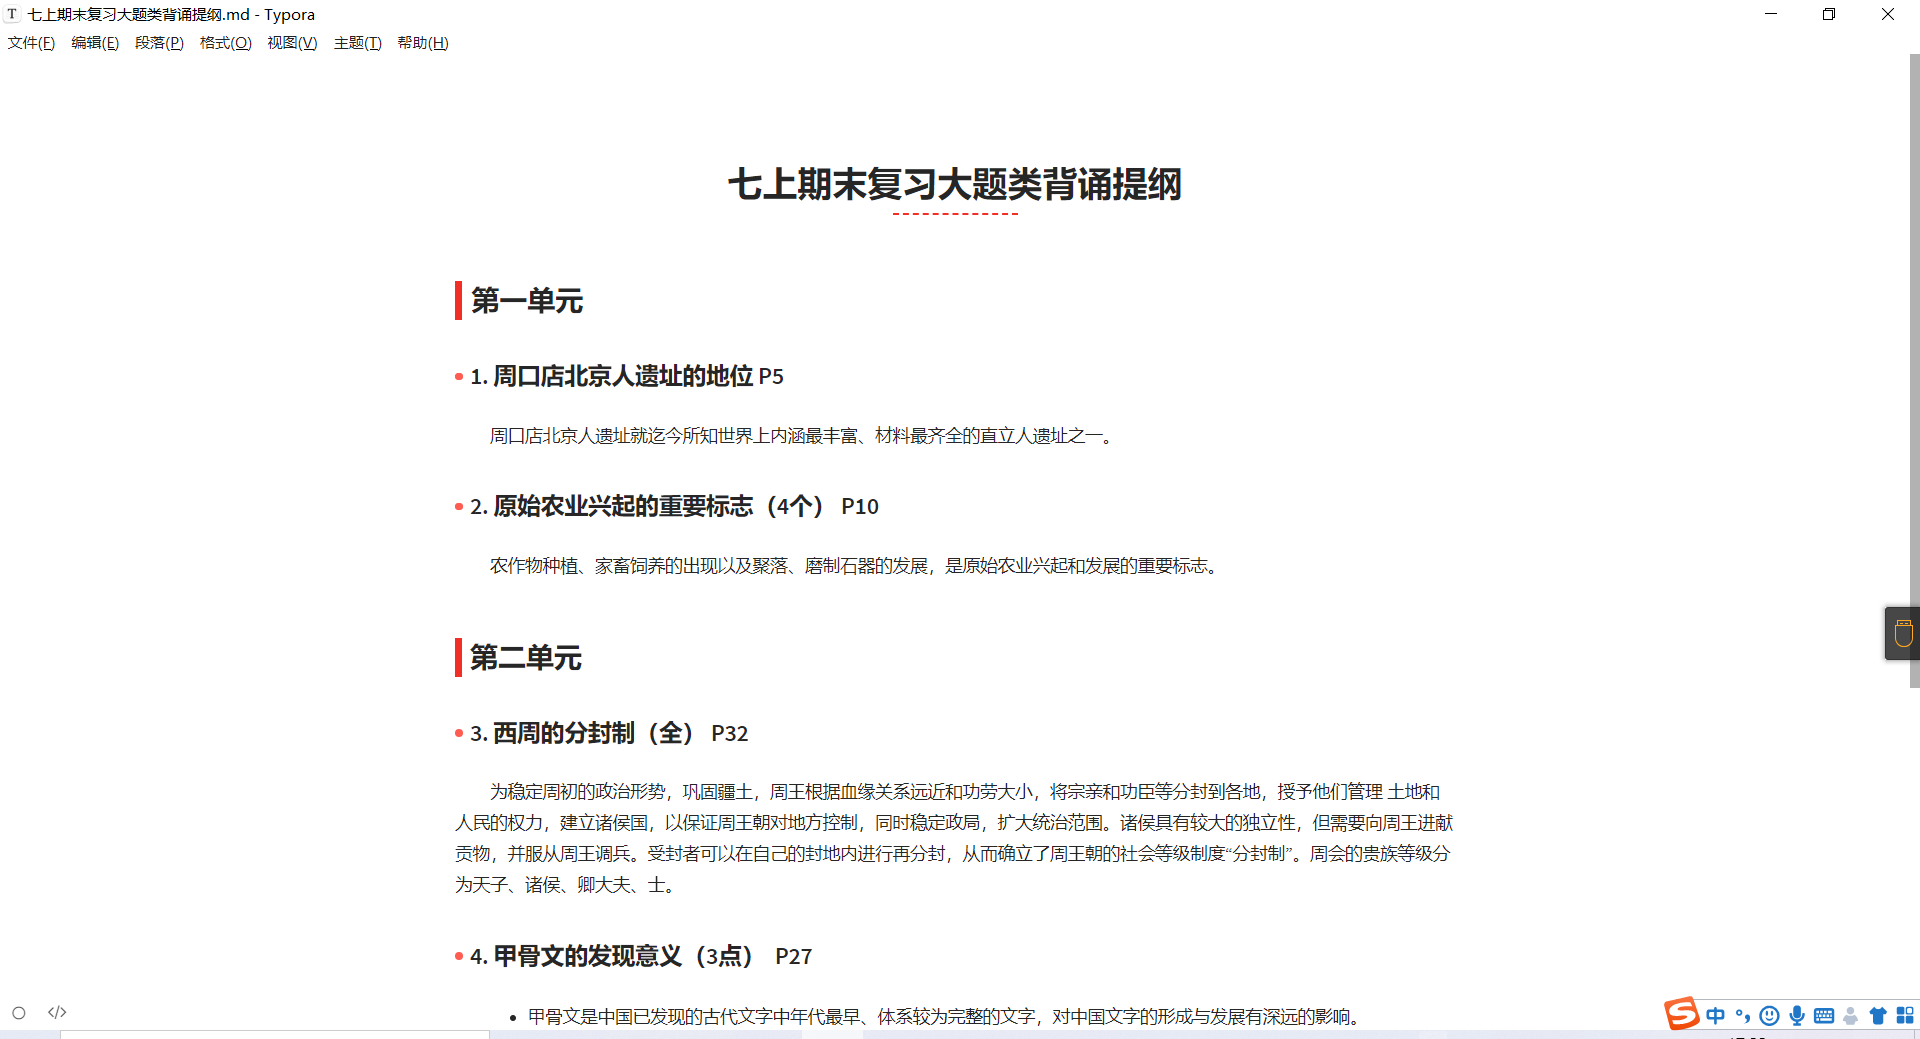 七上期末复习大题类背诵提纲.md - Typora
文件(F) 编辑(E) 段落(P) 格式(O) 视图(V) 主题(T) 帮助(H)
七上期末复习大题类背诵提纲
第一单元
1. 周口店北京人遗址的地位 P5
周口店北京人遗址就迄今所知世界上内涵最丰富、材料最齐全的直立人遗址之一。
2. 原始农业兴起的重要标志（4个） P10
农作物种植、家畜饲养的出现以及聚落、磨制石器的发展，是原始农业兴起和发展的重要标志。
第二单元
3. 西周的分封制（全） P32
为稳定周初的政治形势，巩固疆土，周王根据血缘关系远近和功劳大小，将宗亲和功臣等分封到各地，授予他们管理 土地和
人民的权力，建立诸侯国，以保证周王朝对地方控制，同时稳定政局，扩大统治范围。诸侯具有较大的独立性，但需要向周王进献
贡物，并服从周王调兵。受封者可以在自己的封地内进行再分封，从而确立了周王朝的社会等级制度“分封制”。周会的贵族等级分
为天子、诸侯、卿大夫、士。
4. 甲骨文的发现意义（3点） P27
甲骨文是中国已发现的古代文字中年代最早、体系较为完整的文字，对中国文字的形成与发展有深远的影响。
中